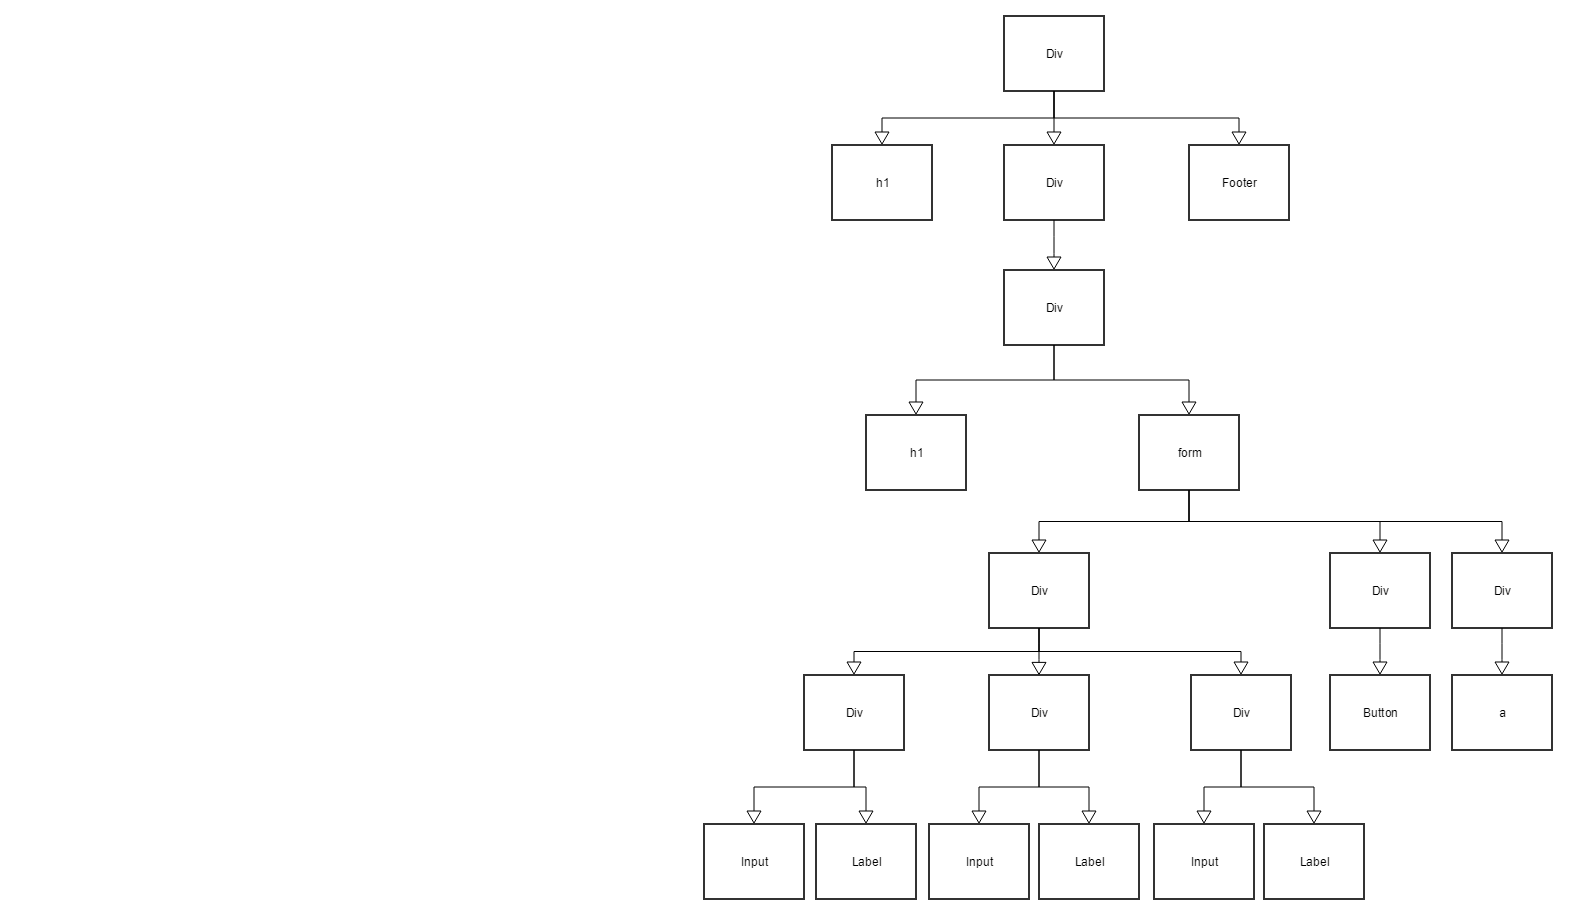 Div
h1
Div
Footer
Div
h1
form
Div
Div
Div
Div
Div
Div
Button
a
Input
Label
Input
Label
Input
Label